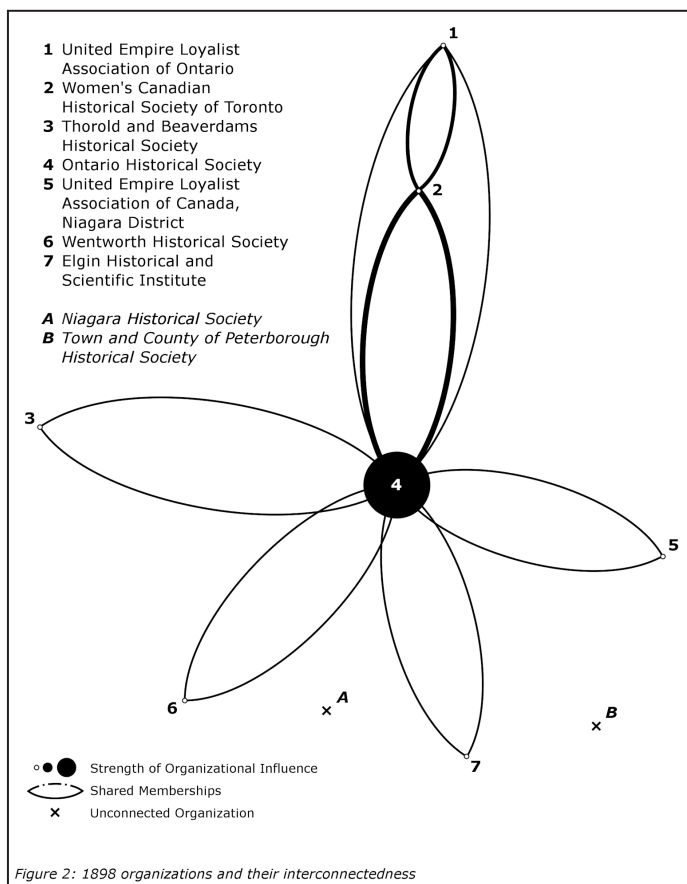 1 United Empire Loyalist
Association of Ontario
2 Women's Canadian
Historical Society of Toronto
3 Thorold and Beaverdams
Historical Society
4 Ontario Historical Society
5 United Empire Loyalist
Association of Canada,
Niagara District
6 Wentworth Historical Society
7 Elgin Historical and
Scientific Institute
A Niagara Historical Society
B Town and County of Peterborough
Historical Society
1
2
3
4
5
6
A
B
7
Strength of Organizational Influence
Shared Memberships
Unconnected Organization
Figure 2: 1898 organizations and their interconnectedness